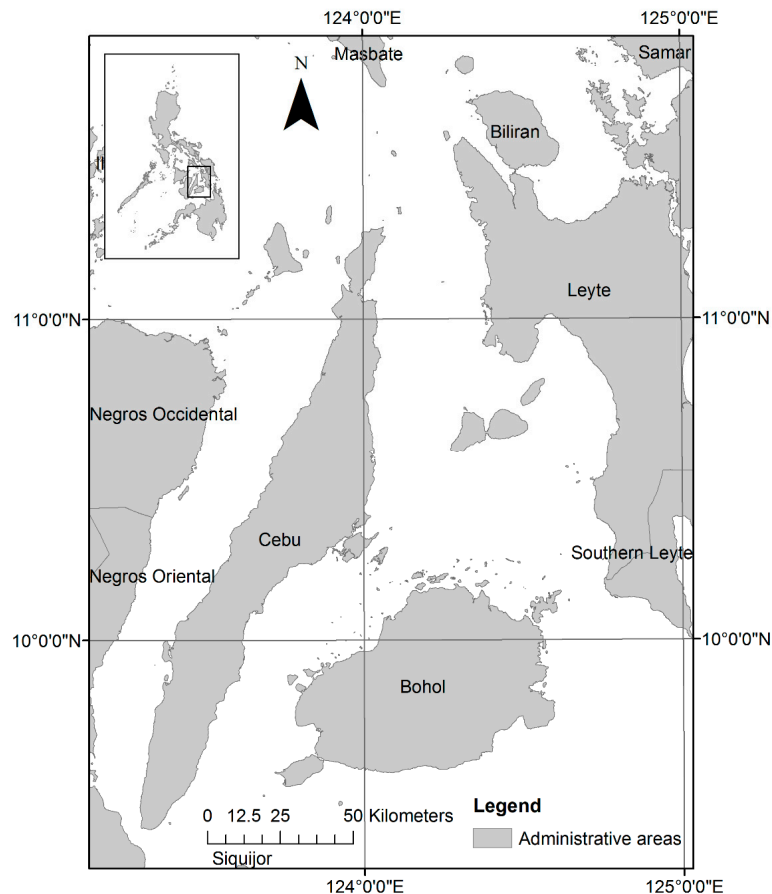 124°0'0"E
125°0'0"E
Masbate
Samar
N
Biliran
Leyte
11°0'0"N
11°0'0"N
Negros Occidental
Cebu
Southern Leyte
Negros Oriental
10°0'0"N
10°0'0"N
Bohol
0 12.5 25 50 Kilometers
Siquijor
Legend
Administrative areas
124°0'0"E
125°0'0"E